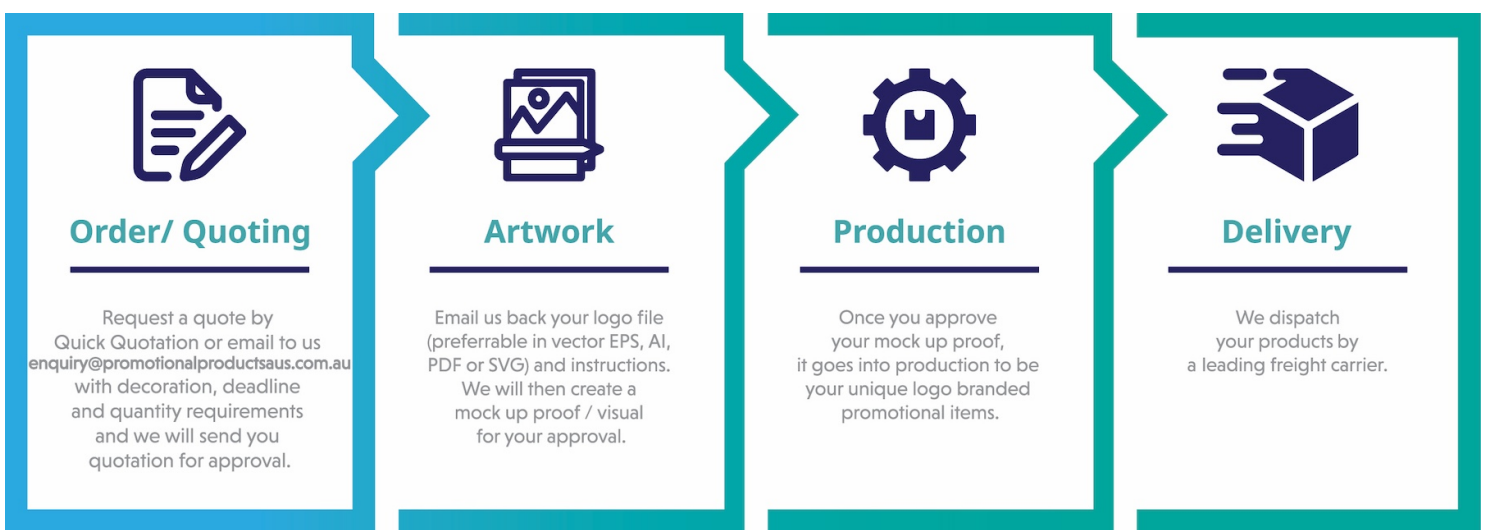 Order/ Quoting
Request a quote by
Quick Quotation or email to us
enquiry@promotionalproductsaus.com.au
with decoration, deadline
and quantity requirements
and we will send you
quotation for approval.
Artwork
Email us back your logo file
(preferrable in vector EPS, AI,
PDF or SVG) and instructions.
We will then create a
mock up proof / visual
for your approval.
Production
Once you approve
your mock up proof,
it goes into production to be
your unique logo branded
promotional items.
Delivery
We dispatch
your products by
a leading freight carrier.